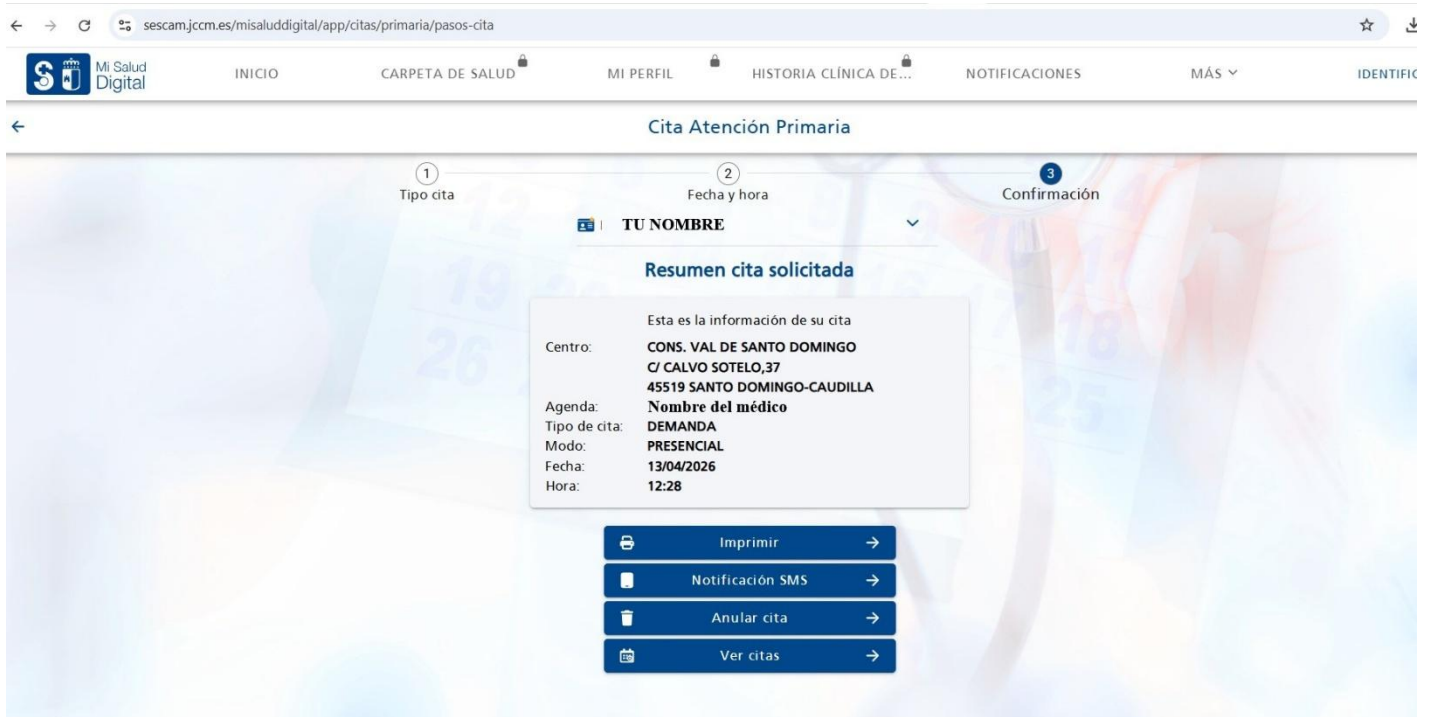 sescam.jccm.es/misaluddigital/app/citas/primaria/pasos-cita
Mi Salud
Digital
INICIO CARPETA DE SALUD MI PERFIL HISTORIA CLÍNICA DE... NOTIFICACIONES MÁS IDENTIFIC
Cita Atención Primaria
1 2 3
Tipo cita Fecha y hora Confirmación
TU NOMBRE
Resumen cita solicitada
Esta es la información de su cita
Centro: CONS. VAL DE SANTO DOMINGO
C/ CALVO SOTELO,37
45519 SANTO DOMINGO-CAUDILLA
Agenda: Nombre del médico
Tipo de cita: DEMANDA
Modo: PRESENCIAL
Fecha: 13/04/2026
Hora: 12:28
Imprimir
Notificación SMS
Anular cita
Ver citas